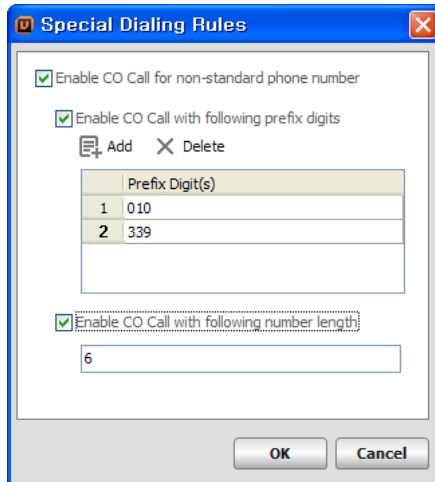 Special Dialing Rules
Enable CO Call for non-standard phone number
Enable CO Call with following prefix digits
Add Delete
Prefix Digit(s)
1 010
2 339
Enable CO Call with following number length
6
OK Cancel